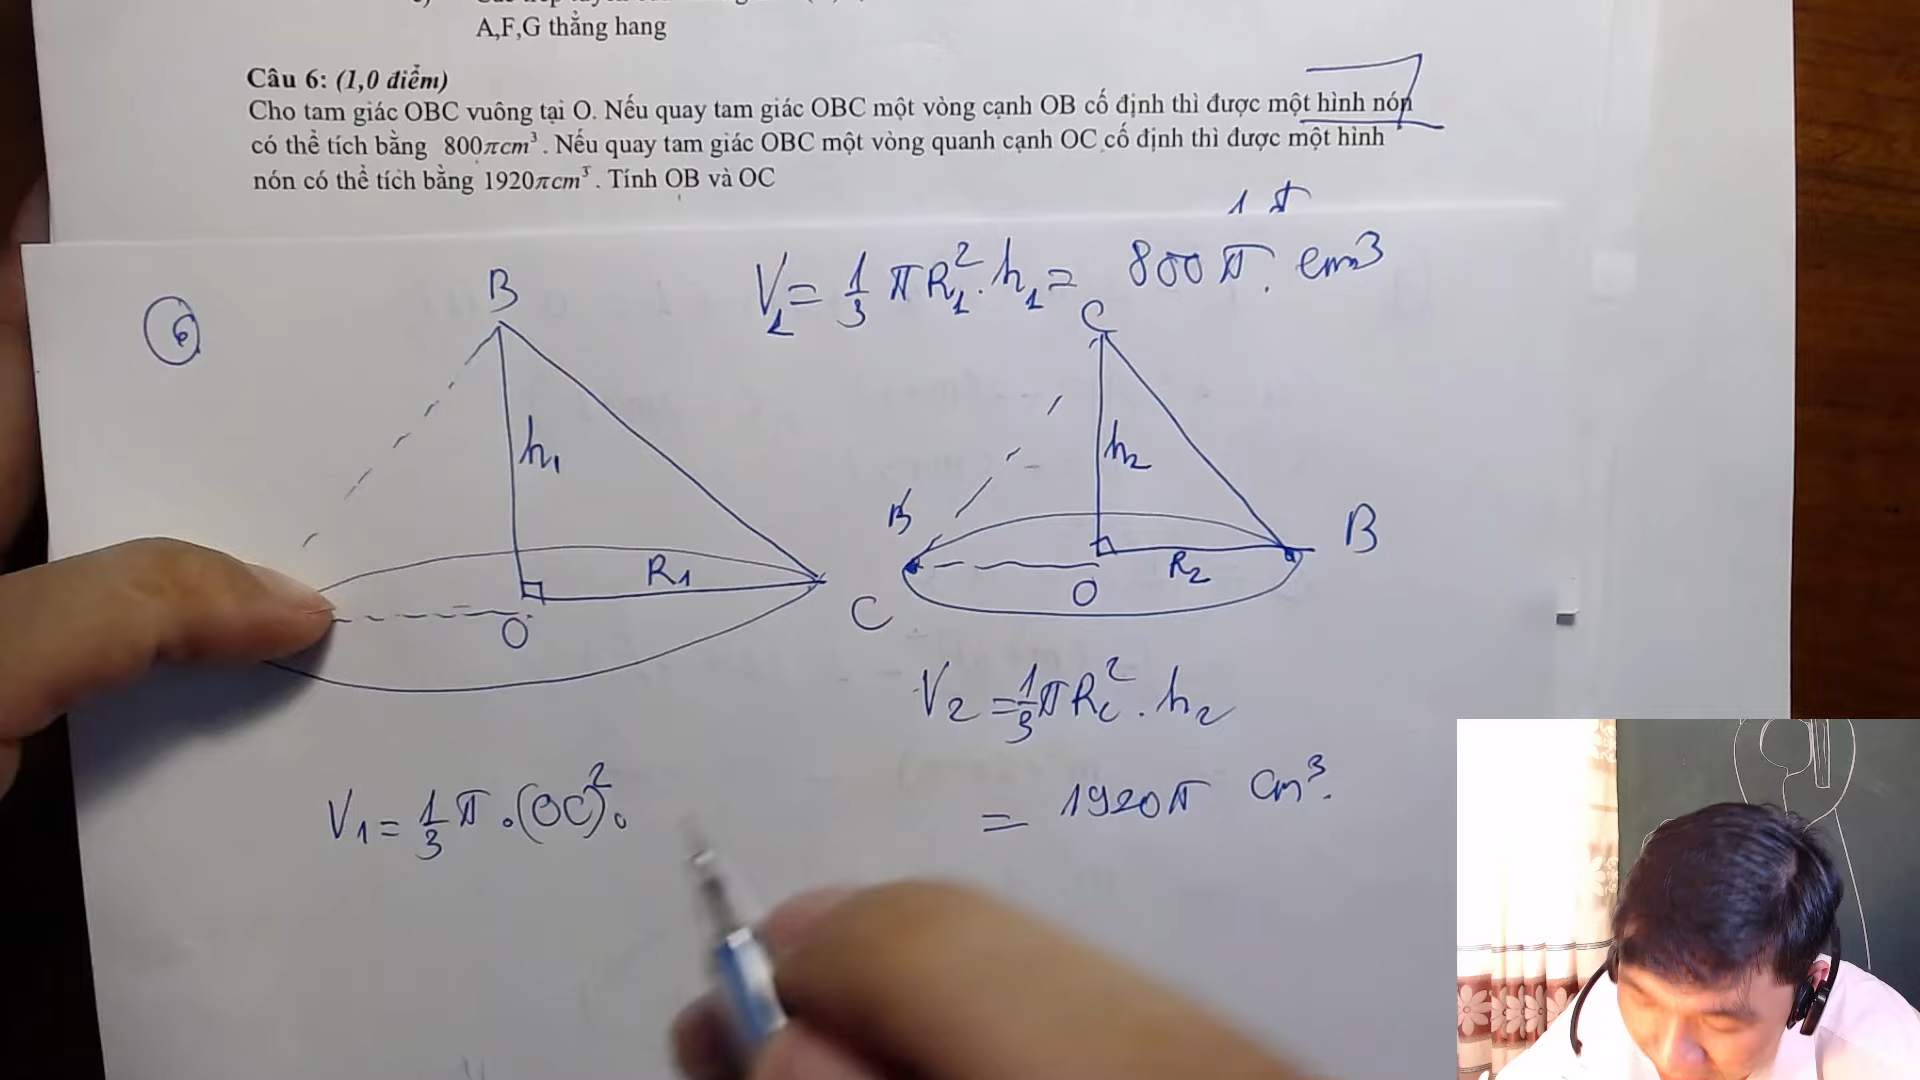 A,F,G thẳng hang
Câu 6: (1,0 điểm)
Cho tam giác OBC vuông tại O. Nếu quay tam giác OBC một vòng cạnh OB cố định thì được một hình nón
có thể tích bằng 800πcm³. Nếu quay tam giác OBC một vòng quanh cạnh OC cố định thì được một hình
nón có thể tích bằng 1920πcm³. Tính OB và OC
1 π
V₁ = 1/3 πR₁².h₁ = 800π. cm³
6
B
C
h₁
h₂
B
B
R₁
R₂
O
O
C
V₂ = 1/3 πR₂².h₂
= 1920π cm³.
V₁ = 1/3 π.(OC)².